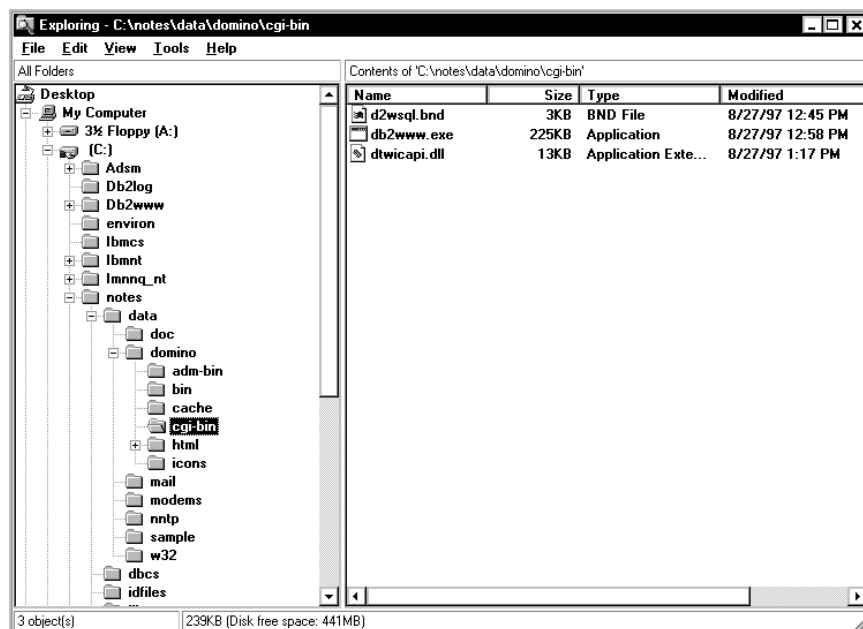 Exploring - C:\notes\data\domino\cgi-bin
File Edit View Tools Help
All Folders
Contents of 'C:\notes\data\domino\cgi-bin'
Desktop
My Computer
3½ Floppy (A:)
(C:)
Adsm
Db2log
Db2www
environ
Ibmcs
Ibmnt
Imnnq_nt
notes
data
doc
domino
adm-bin
bin
cache
cgi-bin
html
icons
mail
modems
nntp
sample
w32
dbcs
idfiles
Name Size Type Modified
d2wsql.bnd 3KB BND File 8/27/97 12:45 PM
db2www.exe 225KB Application 8/27/97 12:58 PM
dtwicapi.dll 13KB Application Exte... 8/27/97 1:17 PM
3 object(s) 239KB (Disk free space: 441MB)